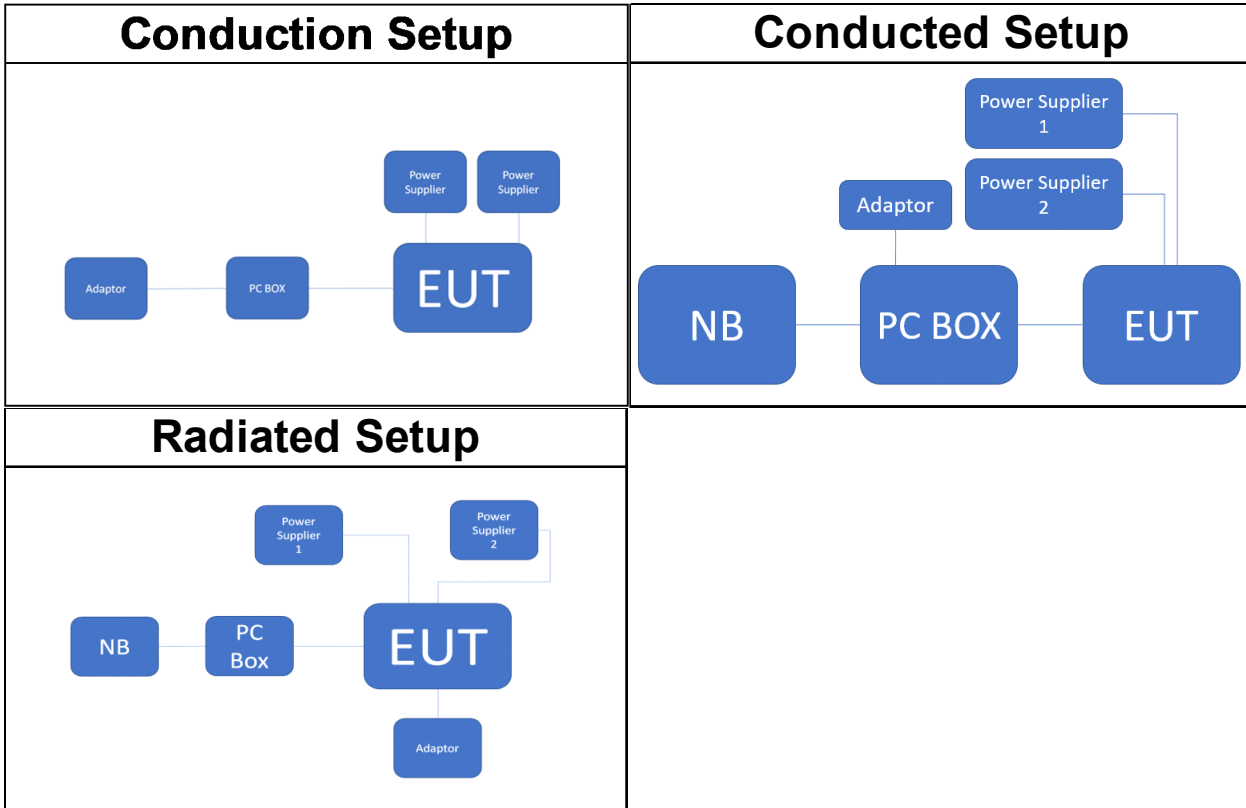 Conduction Setup
Power
Supplier
Power
Supplier
Adaptor
PC BOX
EUT
Conducted Setup
Power Supplier
1
Power Supplier
2
Adaptor
NB
PC BOX
EUT
Radiated Setup
Power
Supplier
1
Power
Supplier
2
NB
PC
Box
EUT
Adaptor